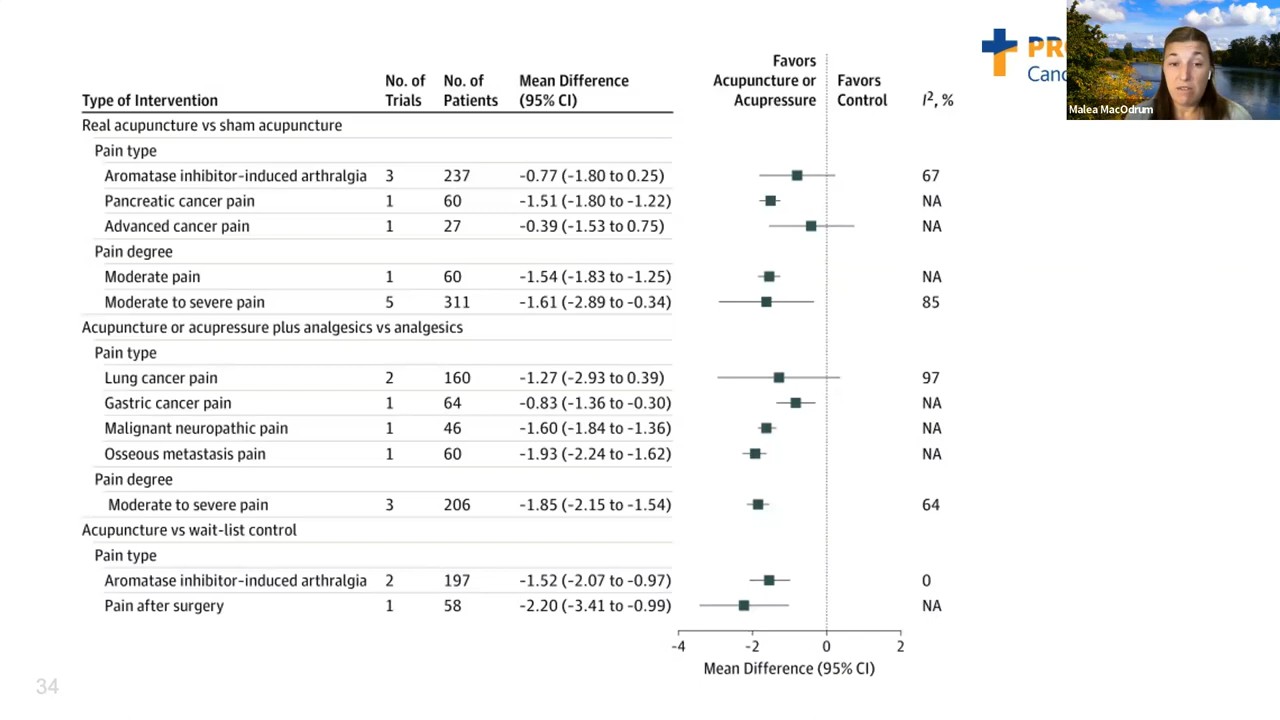 Favors Acupuncture or Acupressure
Favors Control
Type of Intervention No. of Trials No. of Patients Mean Difference (95% CI) I², %
Real acupuncture vs sham acupuncture
Pain type
Aromatase inhibitor-induced arthralgia 3 237 -0.77 (-1.80 to 0.25) 67
Pancreatic cancer pain 1 60 -1.51 (-1.80 to -1.22) NA
Advanced cancer pain 1 27 -0.39 (-1.53 to 0.75) NA
Pain degree
Moderate pain 1 60 -1.54 (-1.83 to -1.25) NA
Moderate to severe pain 5 311 -1.61 (-2.89 to -0.34) 85
Acupuncture or acupressure plus analgesics vs analgesics
Pain type
Lung cancer pain 2 160 -1.27 (-2.93 to 0.39) 97
Gastric cancer pain 1 64 -0.83 (-1.36 to -0.30) NA
Malignant neuropathic pain 1 46 -1.60 (-1.84 to -1.36) NA
Osseous metastasis pain 1 60 -1.93 (-2.24 to -1.62) NA
Pain degree
Moderate to severe pain 3 206 -1.85 (-2.15 to -1.54) 64
Acupuncture vs wait-list control
Pain type
Aromatase inhibitor-induced arthralgia 2 197 -1.52 (-2.07 to -0.97) 0
Pain after surgery 1 58 -2.20 (-3.41 to -0.99) NA
-4 -2 0 2
Mean Difference (95% CI)
34
Malea MacOdrum